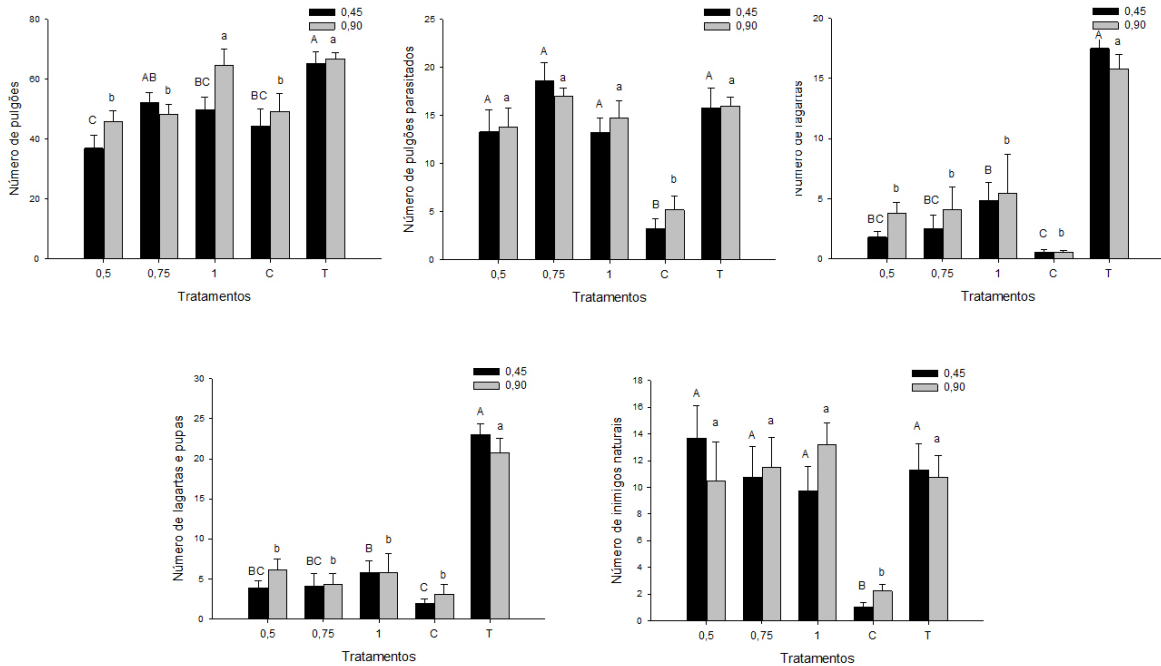 0,45
0,90
80
60
40
20
0
Número de pulgões
C
b
AB
b
BC
a
BC
b
A
a
0,5 0,75 1 C T
Tratamentos
0,45
0,90
25
20
15
10
5
0
Número de pulgões parasitados
A
a
A
a
A
a
B
b
A
a
0,5 0,75 1 C T
Tratamentos
0,45
0,90
20
15
10
5
0
Número de lagartas
BC
b
BC
b
B
b
C
b
A
a
0,5 0,75 1 C T
Tratamentos
0,45
0,90
30
25
20
15
10
5
0
Número de lagartas e pupas
BC
b
BC
b
B
b
C
b
A
a
0,5 0,75 1 C T
Tratamentos
0,45
0,90
18
16
14
12
10
8
6
4
2
0
Número de inimigos naturais
A
a
A
a
A
a
B
b
A
a
0,5 0,75 1 C T
Tratamentos